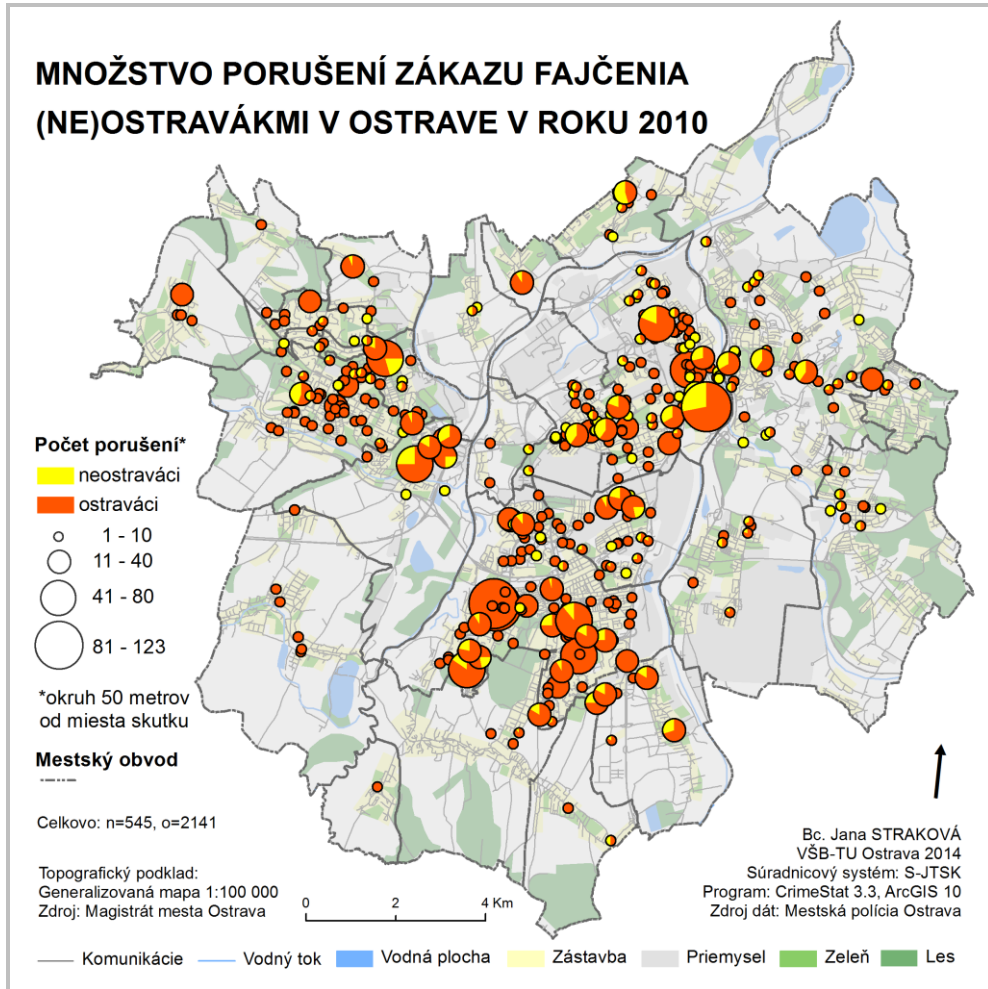 MNOŽSTVO PORUŠENÍ ZÁKAZU FAJČENIA
(NE)OSTRAVÁKMI V OSTRAVE V ROKU 2010
Počet porušení*
neostraváci
ostraváci
1 - 10
11 - 40
41 - 80
81 - 123
*okruh 50 metrov
od miesta skutku
Mestský obvod
Celkovo: n=545, o=2141
Topografický podklad:
Generalizovaná mapa 1:100 000
Zdroj: Magistrát mesta Ostrava
0 2 4 Km
Bc. Jana STRAKOVÁ
VŠB-TU Ostrava 2014
Súradnicový systém: S-JTSK
Program: CrimeStat 3.3, ArcGIS 10
Zdroj dát: Mestská polícia Ostrava
Komunikácie Vodný tok Vodná plocha Zástavba Priemysel Zeleň Les